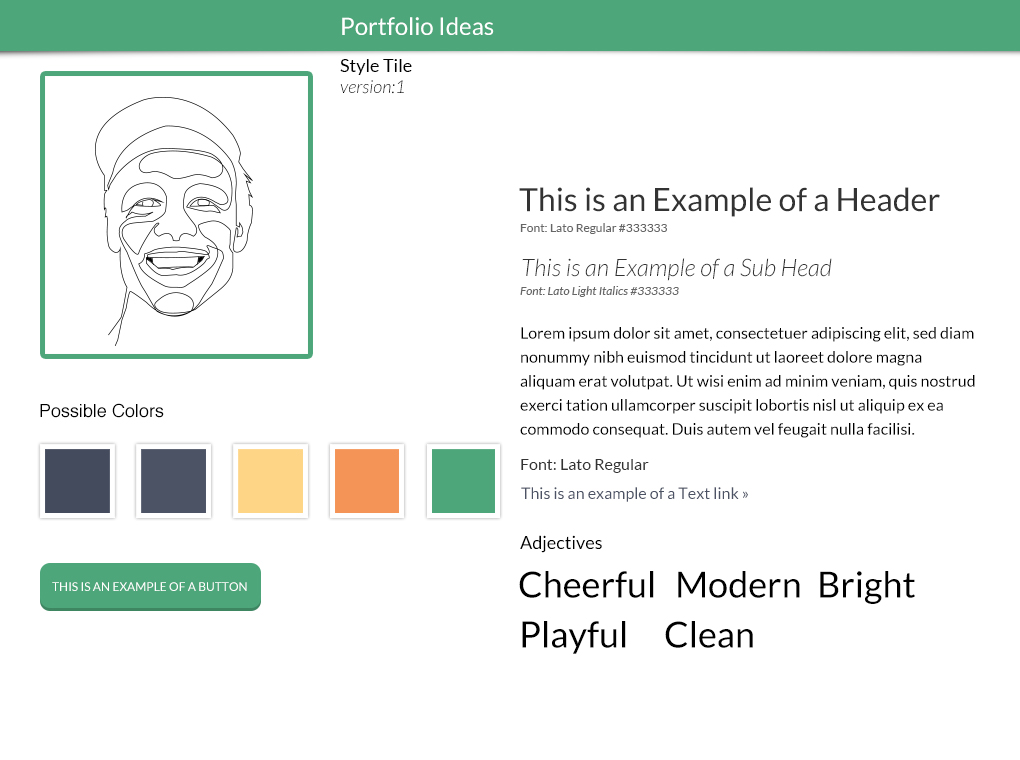 Portfolio Ideas
Style Tile
version:1
This is an Example of a Header
Font: Lato Regular #333333
This is an Example of a Sub Head
Font: Lato Light Italics #333333
Lorem ipsum dolor sit amet, consectetuer adipiscing elit, sed diam
nonummy nibh euismod tincidunt ut laoreet dolore magna
aliquam erat volutpat. Ut wisi enim ad minim veniam, quis nostrud
exerci tation ullamcorper suscipit lobortis nisl ut aliquip ex ea
commodo consequat. Duis autem vel feugait nulla facilisi.
Font: Lato Regular
This is an example of a Text link »
Possible Colors
THIS IS AN EXAMPLE OF A BUTTON
Adjectives
Cheerful Modern Bright
Playful Clean